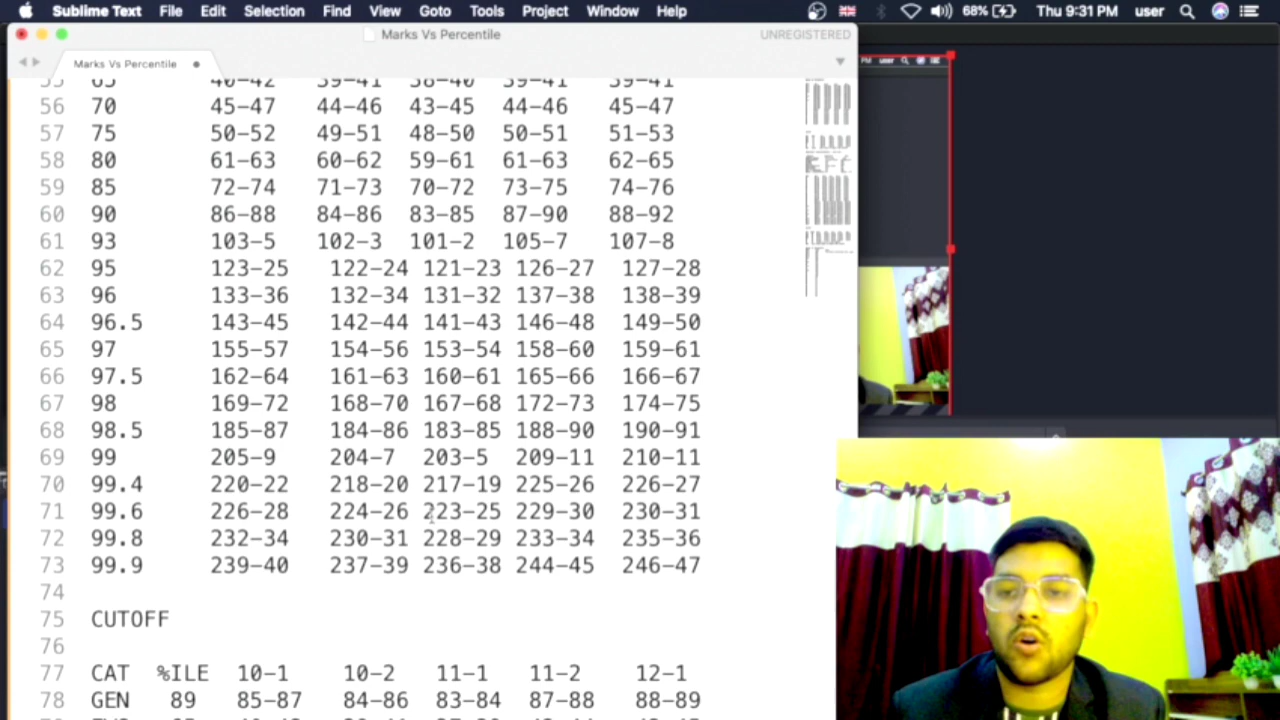 Sublime Text File Edit Selection Find View Goto Tools Project Window Help 68% Thu 9:31 PM user
Marks Vs Percentile UNREGISTERED
Marks Vs Percentile
55 65 40-42 39-41 38-40 39-41 39-41
56 70 45-47 44-46 43-45 44-46 45-47
57 75 50-52 49-51 48-50 50-51 51-53
58 80 61-63 60-62 59-61 61-63 62-65
59 85 72-74 71-73 70-72 73-75 74-76
60 90 86-88 84-86 83-85 87-90 88-92
61 93 103-5 102-3 101-2 105-7 107-8
62 95 123-25 122-24 121-23 126-27 127-28
63 96 133-36 132-34 131-32 137-38 138-39
64 96.5 143-45 142-44 141-43 146-48 149-50
65 97 155-57 154-56 153-54 158-60 159-61
66 97.5 162-64 161-63 160-61 165-66 166-67
67 98 169-72 168-70 167-68 172-73 174-75
68 98.5 185-87 184-86 183-85 188-90 190-91
69 99 205-9 204-7 203-5 209-11 210-11
70 99.4 220-22 218-20 217-19 225-26 226-27
71 99.6 226-28 224-26 223-25 229-30 230-31
72 99.8 232-34 230-31 228-29 233-34 235-36
73 99.9 239-40 237-39 236-38 244-45 246-47
74
75 CUTOFF
76
77 CAT %ILE 10-1 10-2 11-1 11-2 12-1
78 GEN 89 85-87 84-86 83-84 87-88 88-89